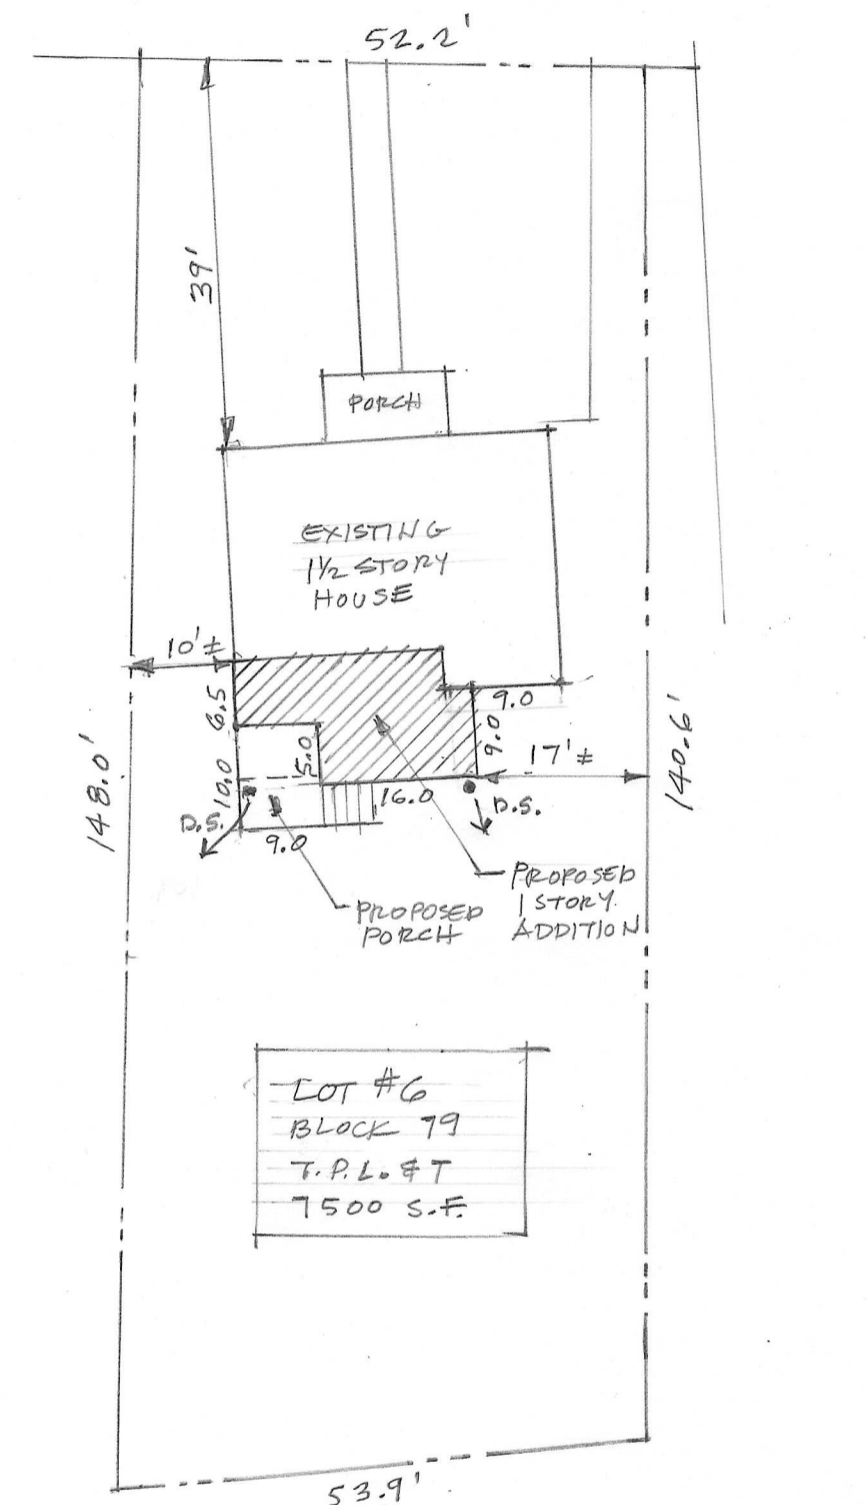 52.2'
39'
PORCH
EXISTING
1½ STORY
HOUSE
10'±
6.5
9.0
9.0
5.0
17'±
148.0'
140.6'
10.0
16.0
D.S.
D.S.
9.0
PROPOSED
1 STORY
ADDITION
PROPOSED
PORCH
LOT #6
BLOCK 79
T.P.L. & T
7500 S.F.
53.9'